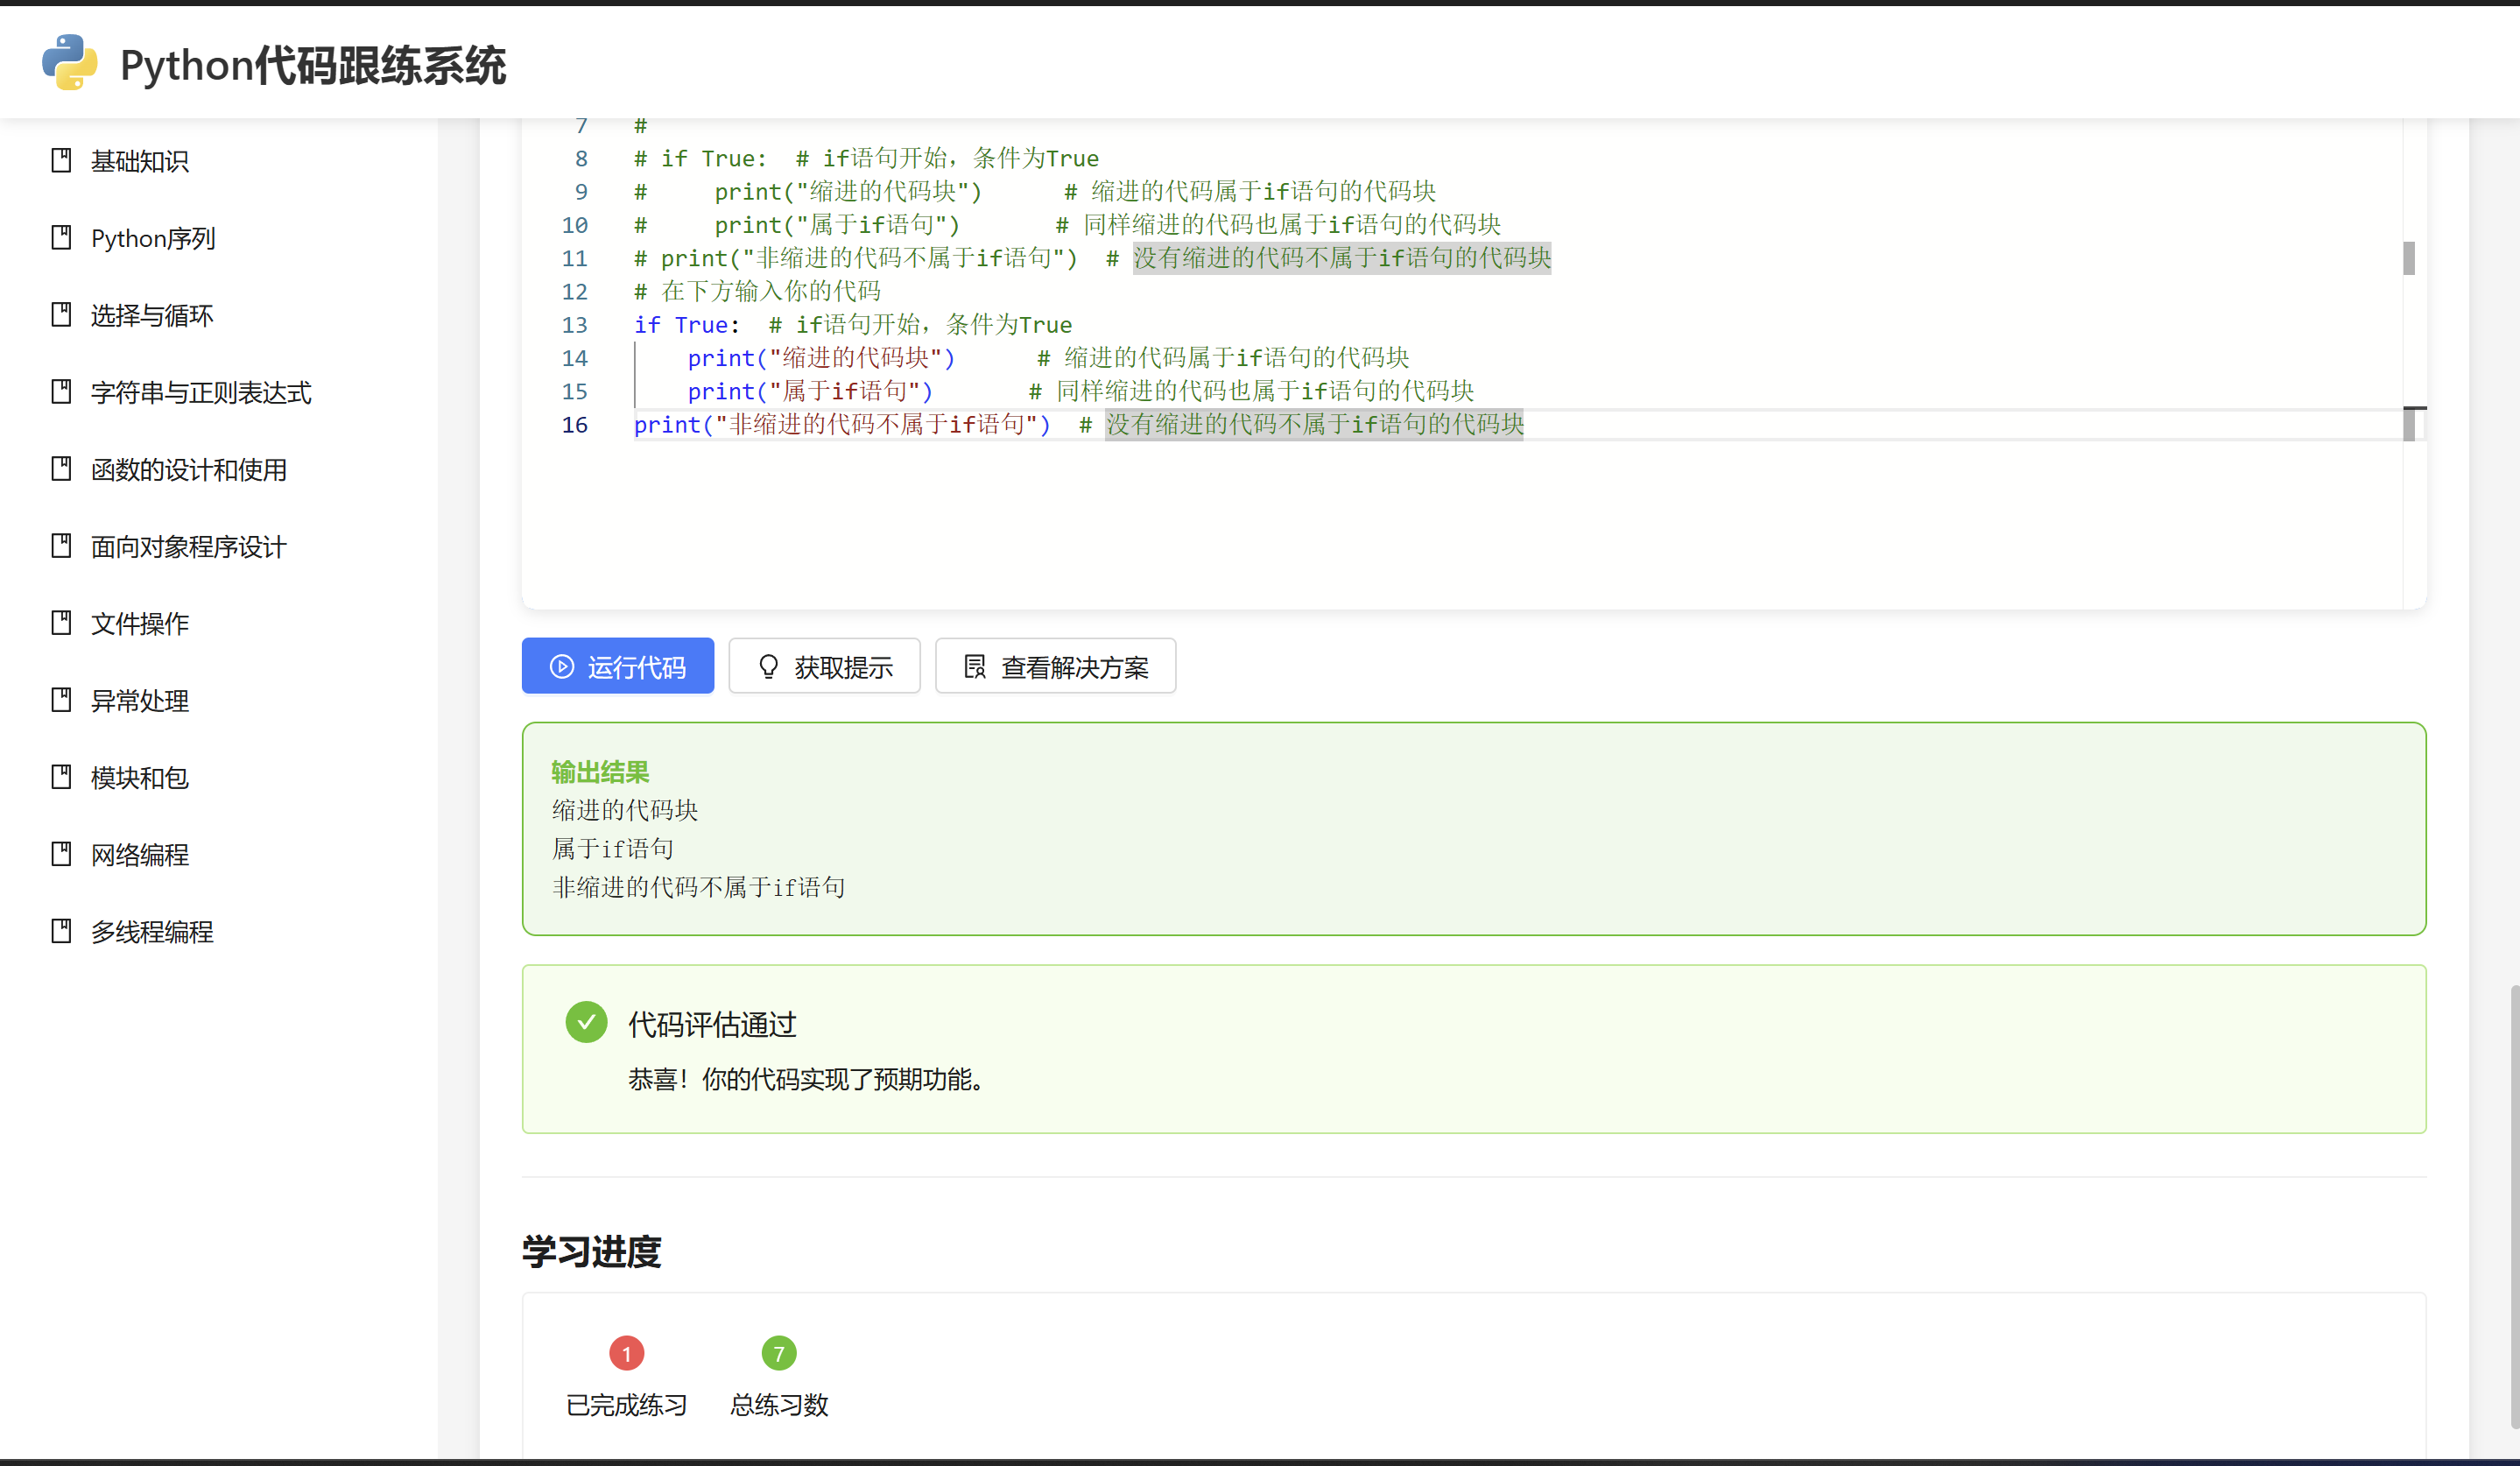 Python代码跟练系统
基础知识
Python序列
选择与循环
字符串与正则表达式
函数的设计和使用
面向对象程序设计
文件操作
异常处理
模块和包
网络编程
多线程编程
7 #
8 # if True:  # if语句开始，条件为True
9 #     print("缩进的代码块")      # 缩进的代码属于if语句的代码块
10 #     print("属于if语句")       # 同样缩进的代码也属于if语句的代码块
11 # print("非缩进的代码不属于if语句")  # 没有缩进的代码不属于if语句的代码块
12 # 在下方输入你的代码
13 if True:  # if语句开始，条件为True
14     print("缩进的代码块")      # 缩进的代码属于if语句的代码块
15     print("属于if语句")       # 同样缩进的代码也属于if语句的代码块
16 print("非缩进的代码不属于if语句")  # 没有缩进的代码不属于if语句的代码块
运行代码 获取提示 查看解决方案
输出结果
缩进的代码块
属于if语句
非缩进的代码不属于if语句
代码评估通过
恭喜！你的代码实现了预期功能。
学习进度
1 7
已完成练习 总练习数